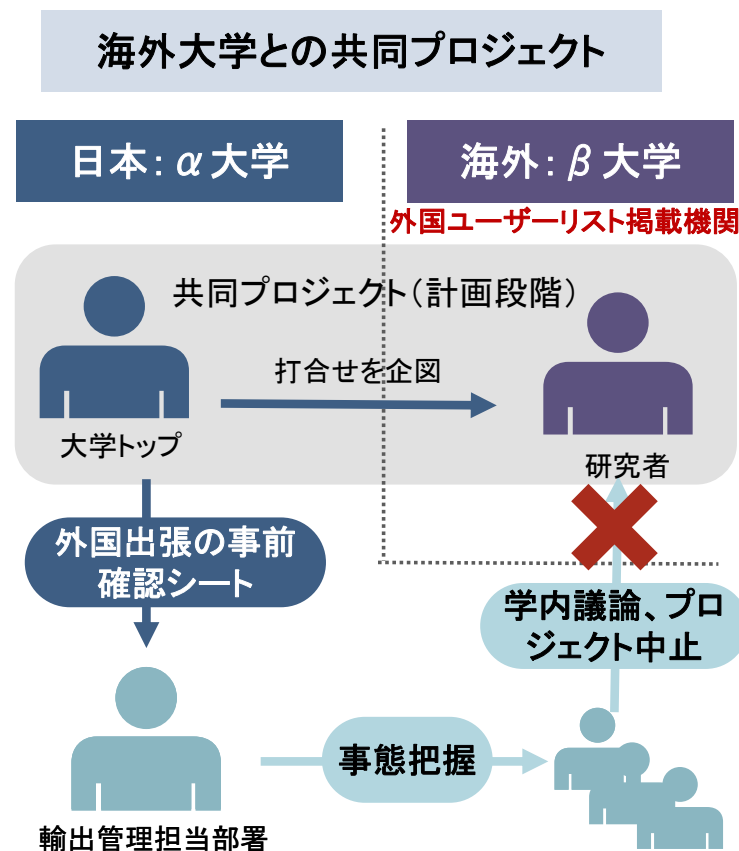 海外大学との共同プロジェクト
日本：α大学
海外：β大学
外国ユーザーリスト掲載機関
共同プロジェクト（計画段階）
打合せを企図
大学トップ
研究者
外国出張の事前
確認シート
学内議論、プロ
ジェクト中止
事態把握
輸出管理担当部署